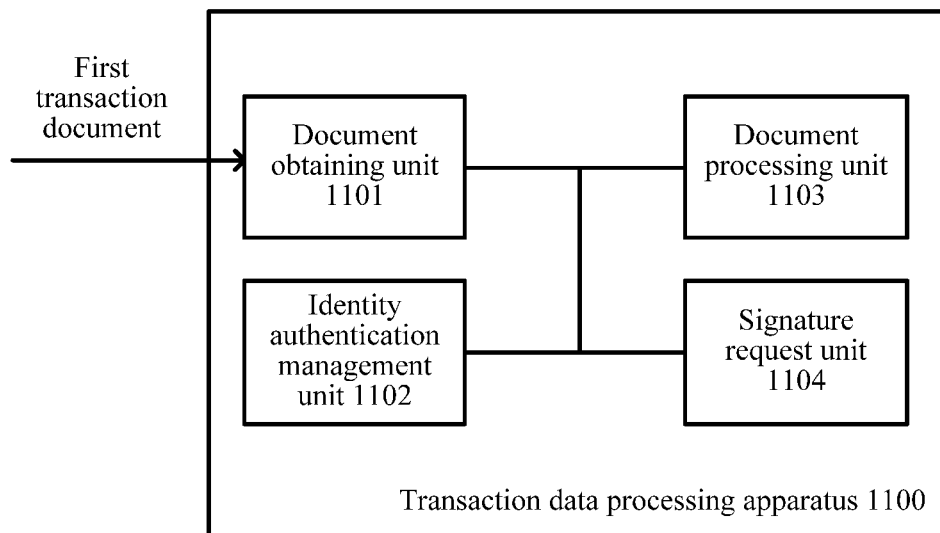 First
transaction
document
Document
obtaining unit
1101
Document
processing unit
1103
Identity
authentication
management
unit 1102
Signature
request unit
1104
Transaction data processing apparatus 1100